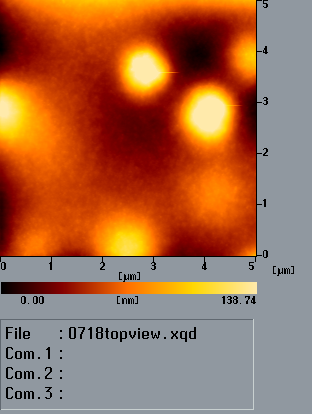 5
4
3
2
1
0
0 1 2 3 4 5
[µm] [µm]
0.00 [nm] 138.74
File : 0718topview.xqd
Com.1 :
Com.2 :
Com.3 :